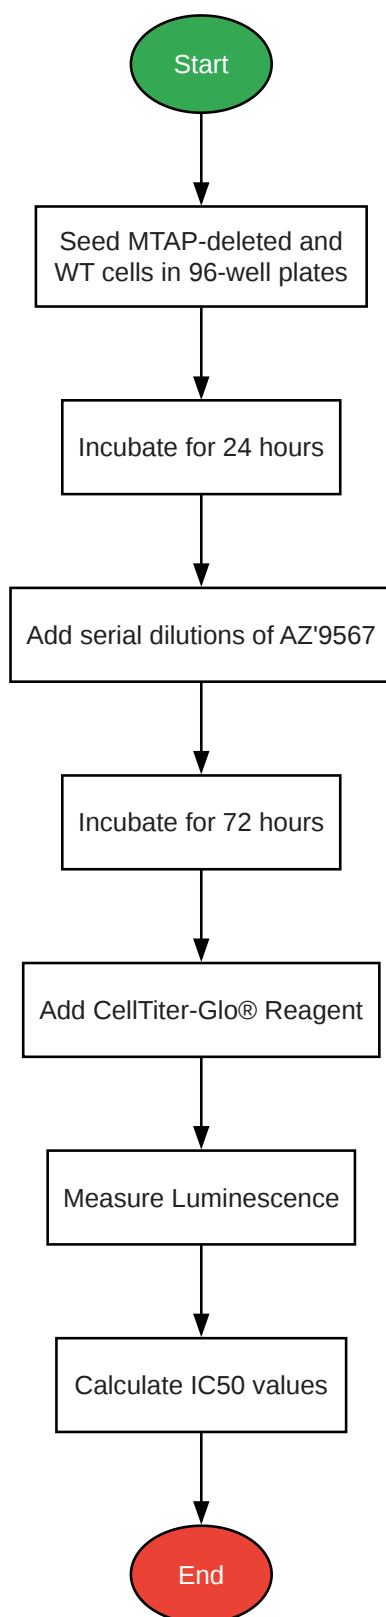 Start
Seed MTAP-deleted and
WT cells in 96-well plates
Incubate for 24 hours
Add serial dilutions of AZ'9567
Incubate for 72 hours
Add CellTiter-Glo® Reagent
Measure Luminescence
Calculate IC50 values
End